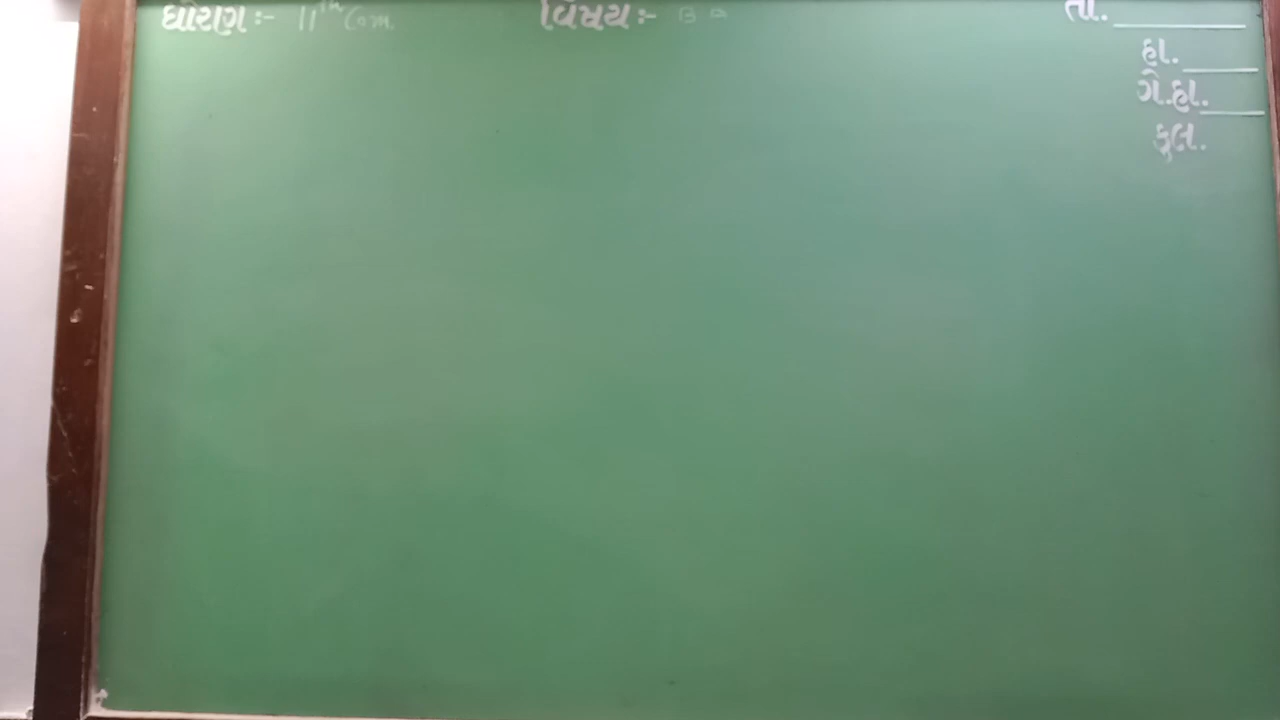 ધોરણ:- 11th Com.
વિષય:- B
તા.
હા.
ગે.હા.
કુલ.